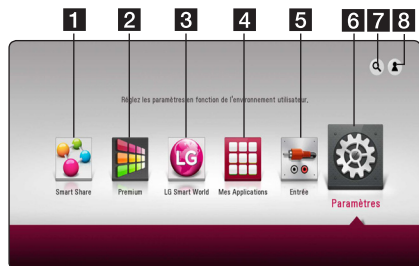 1 2 3 4 5 6 7 8
Réglez les paramètres en fonction de l'environnement utilisateur.
LG
Smart Share Premium LG Smart World Mes Applications Entrée
Paramètres